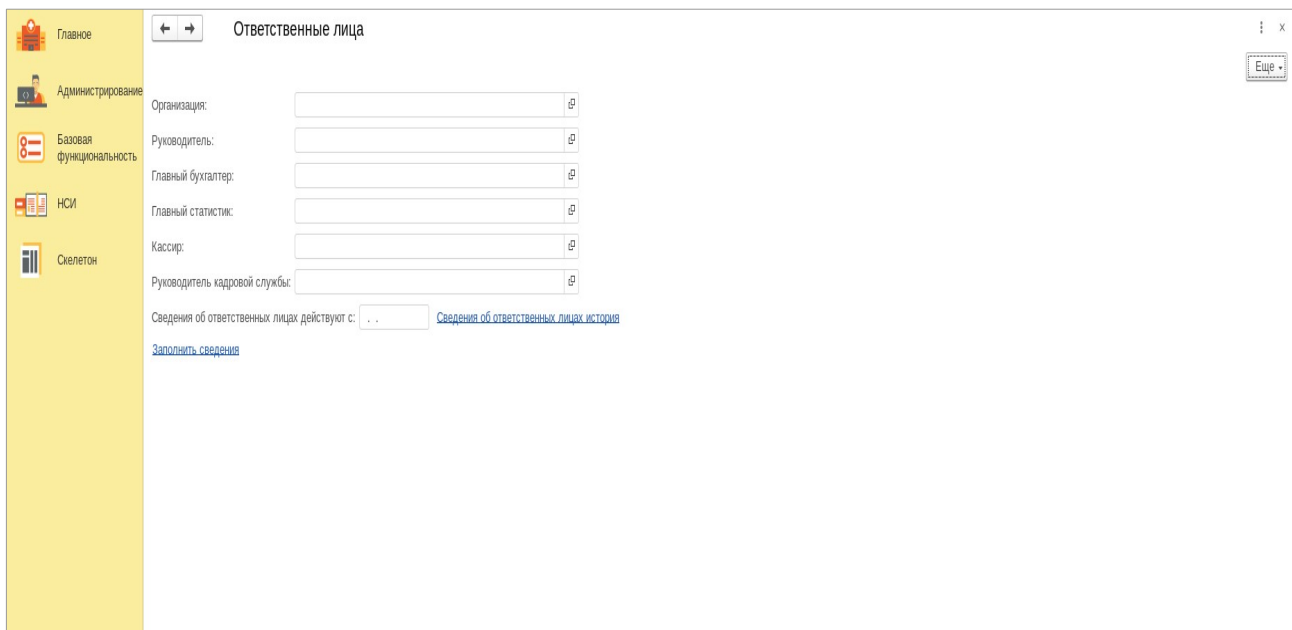 Главное
Администрирование
Базовая
функциональность
НСИ
Скелетон
Ответственные лица
Еще
Организация:
Руководитель:
Главный бухгалтер:
Главный статистик:
Кассир:
Руководитель кадровой службы:
Сведения об ответственных лицах действуют с: . . Сведения об ответственных лицах история
Заполнить сведения